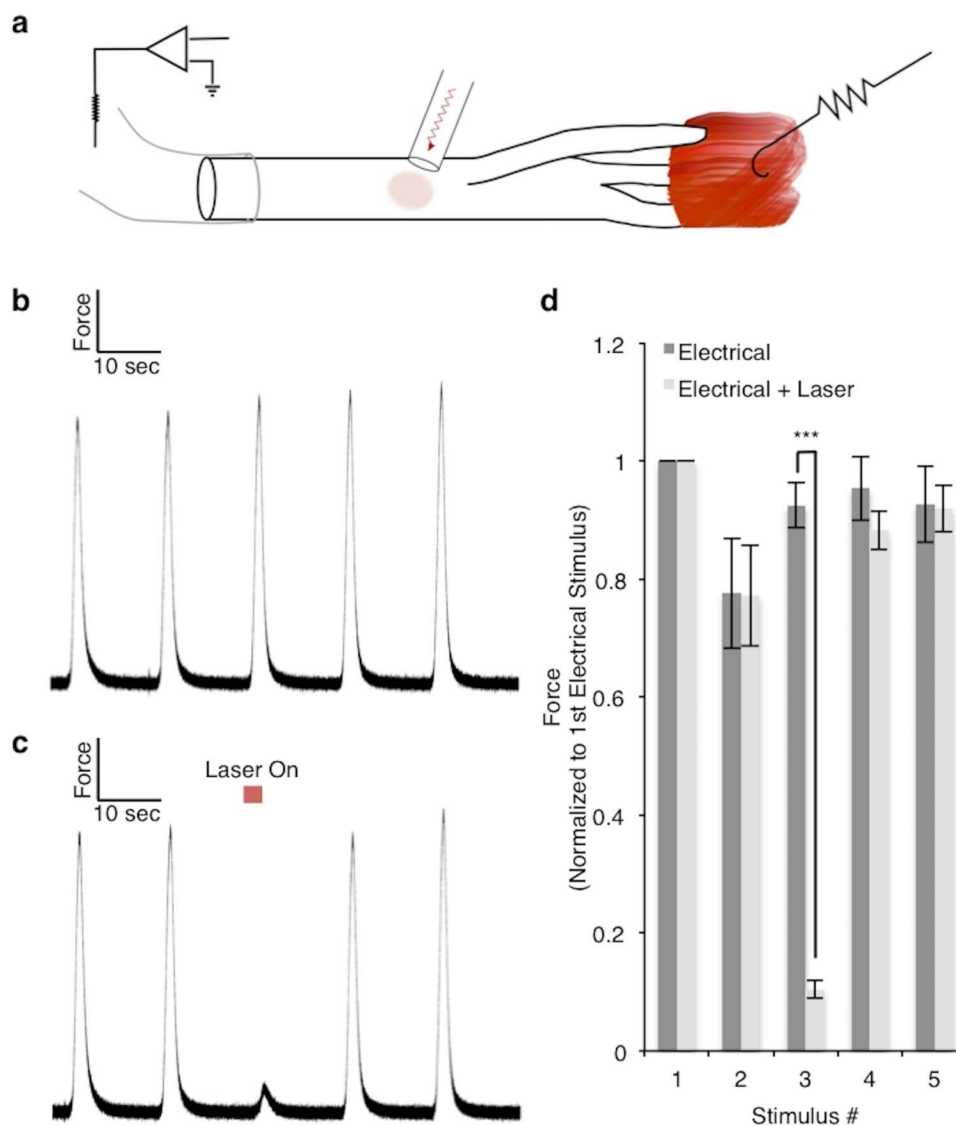 a
b
Force
10 sec
c
Force
10 sec
Laser On
d
Force
(Normalized to 1st Electrical Stimulus)
1.2
1
0.8
0.6
0.4
0.2
0
Electrical
Electrical + Laser
***
1 2 3 4 5
Stimulus #